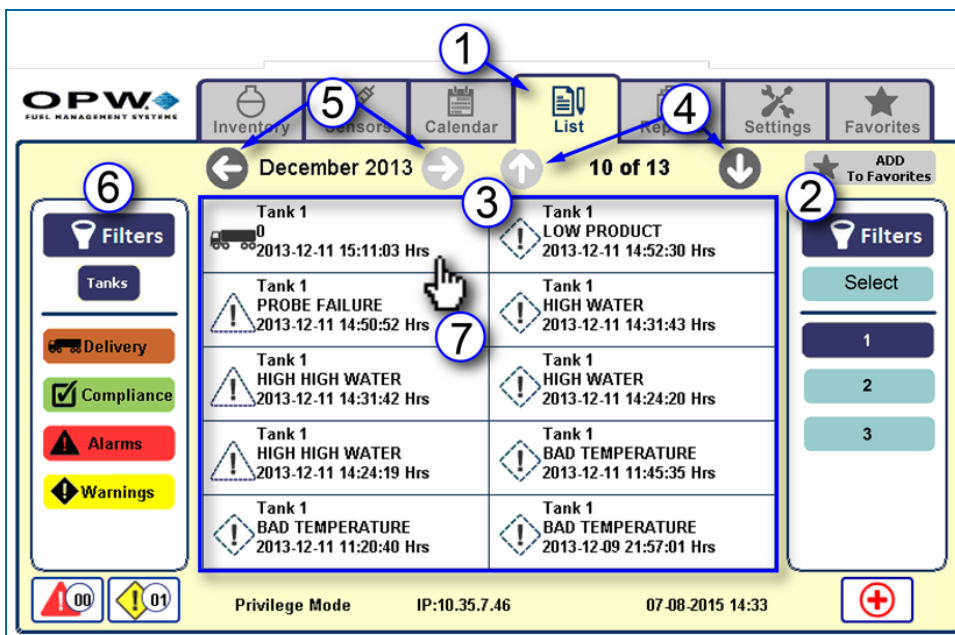 1
OPW
FUEL MANAGEMENT SYSTEMS
5
4
Inventory
Sensors
Calendar
List
Settings
Favorites
December 2013
10 of 13
ADD
To Favorites
6
3
2
Filters
Tanks
Delivery
Compliance
Alarms
Warnings
Tank 1
0
2013-12-11 15:11:03 Hrs
Tank 1
LOW PRODUCT
2013-12-11 14:52:30 Hrs
Tank 1
PROBE FAILURE
2013-12-11 14:50:52 Hrs
Tank 1
HIGH WATER
2013-12-11 14:31:43 Hrs
7
Tank 1
HIGH HIGH WATER
2013-12-11 14:31:42 Hrs
Tank 1
HIGH WATER
2013-12-11 14:24:20 Hrs
Tank 1
HIGH HIGH WATER
2013-12-11 14:24:19 Hrs
Tank 1
BAD TEMPERATURE
2013-12-11 11:45:35 Hrs
Tank 1
BAD TEMPERATURE
2013-12-11 11:20:40 Hrs
Tank 1
BAD TEMPERATURE
2013-12-09 21:57:01 Hrs
Filters
Select
1
2
3
00
01
Privilege Mode
IP:10.35.7.46
07-08-2015 14:33